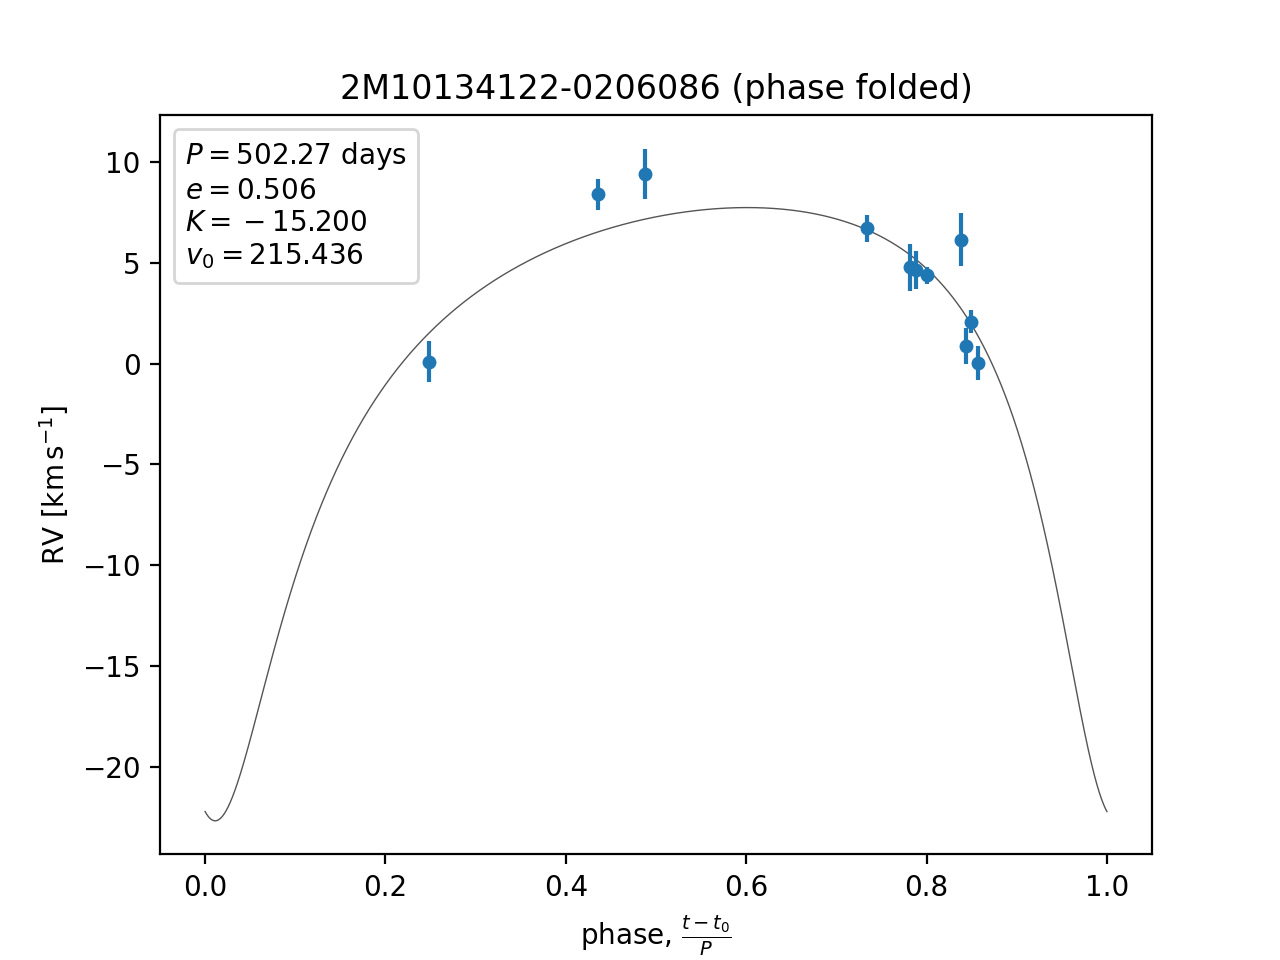 2M10134122-0206086 (phase folded)
P = 502.27 days
e = 0.506
K = −15.200
v₀ = 215.436
10
5
0
−5
−10
−15
−20
RV [km s⁻¹]
0.0 0.2 0.4 0.6 0.8 1.0
phase, (t − t₀)/P